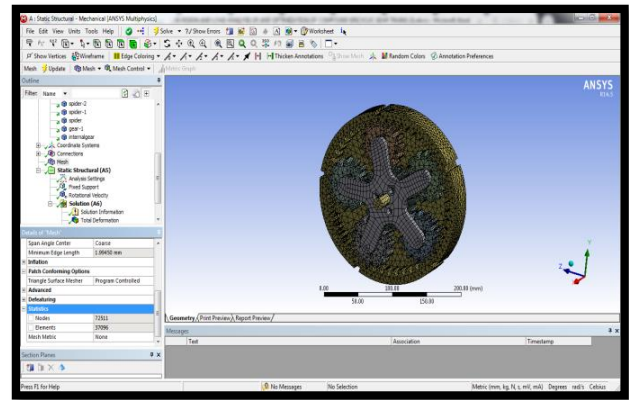 A : Static Structural - Mechanical [ANSYS Multiphysics]
File Edit View Units Tools Help Solve ?/ Show Errors Worksheet
Show Vertices Wireframe Edge Coloring Thicken Annotations Show Mesh Random Colors Annotation Preferences
Mesh Update Mesh Mesh Control Metric Graph
Outline
Filter: Name
spider-2
spider-1
spider
gear-1
internalgear
Coordinate Systems
Connections
Mesh
Static Structural (A5)
Analysis Settings
Fixed Support
Rotational Velocity
Solution (A6)
Solution Information
Total Deformation
Details of "Mesh"
Span Angle Center Coarse
Minimum Edge Length 1.09450 mm
Inflation
Patch Conforming Options
Triangle Surface Mesher Program Controlled
Advanced
Defeaturing
Statistics
Nodes 72511
Elements 37096
Mesh Metric None
Section Planes
ANSYS
R14.5
Y
Z
0.00 100.00 200.00 (mm)
50.00 150.00
Geometry Print Preview Report Preview
Messages
Text Association Timestamp
Press F1 for Help No Messages No Selection Metric (mm, kg, N, s, mV, mA) Degrees rad/s Celsius